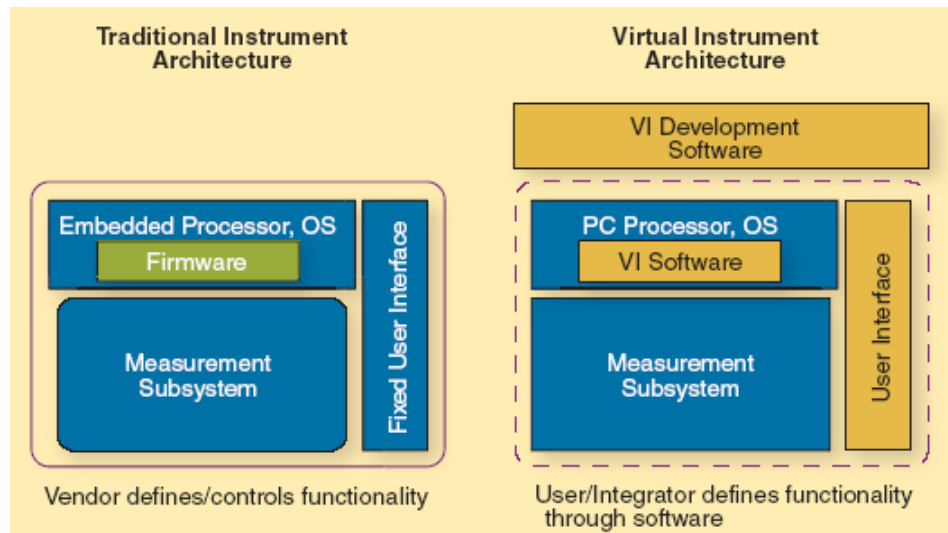 Traditional Instrument
Architecture
Embedded Processor, OS
Firmware
Measurement
Subsystem
Fixed User Interface
Vendor defines/controls functionality
Virtual Instrument
Architecture
VI Development
Software
PC Processor, OS
VI Software
Measurement
Subsystem
User Interface
User/Integrator defines functionality
through software